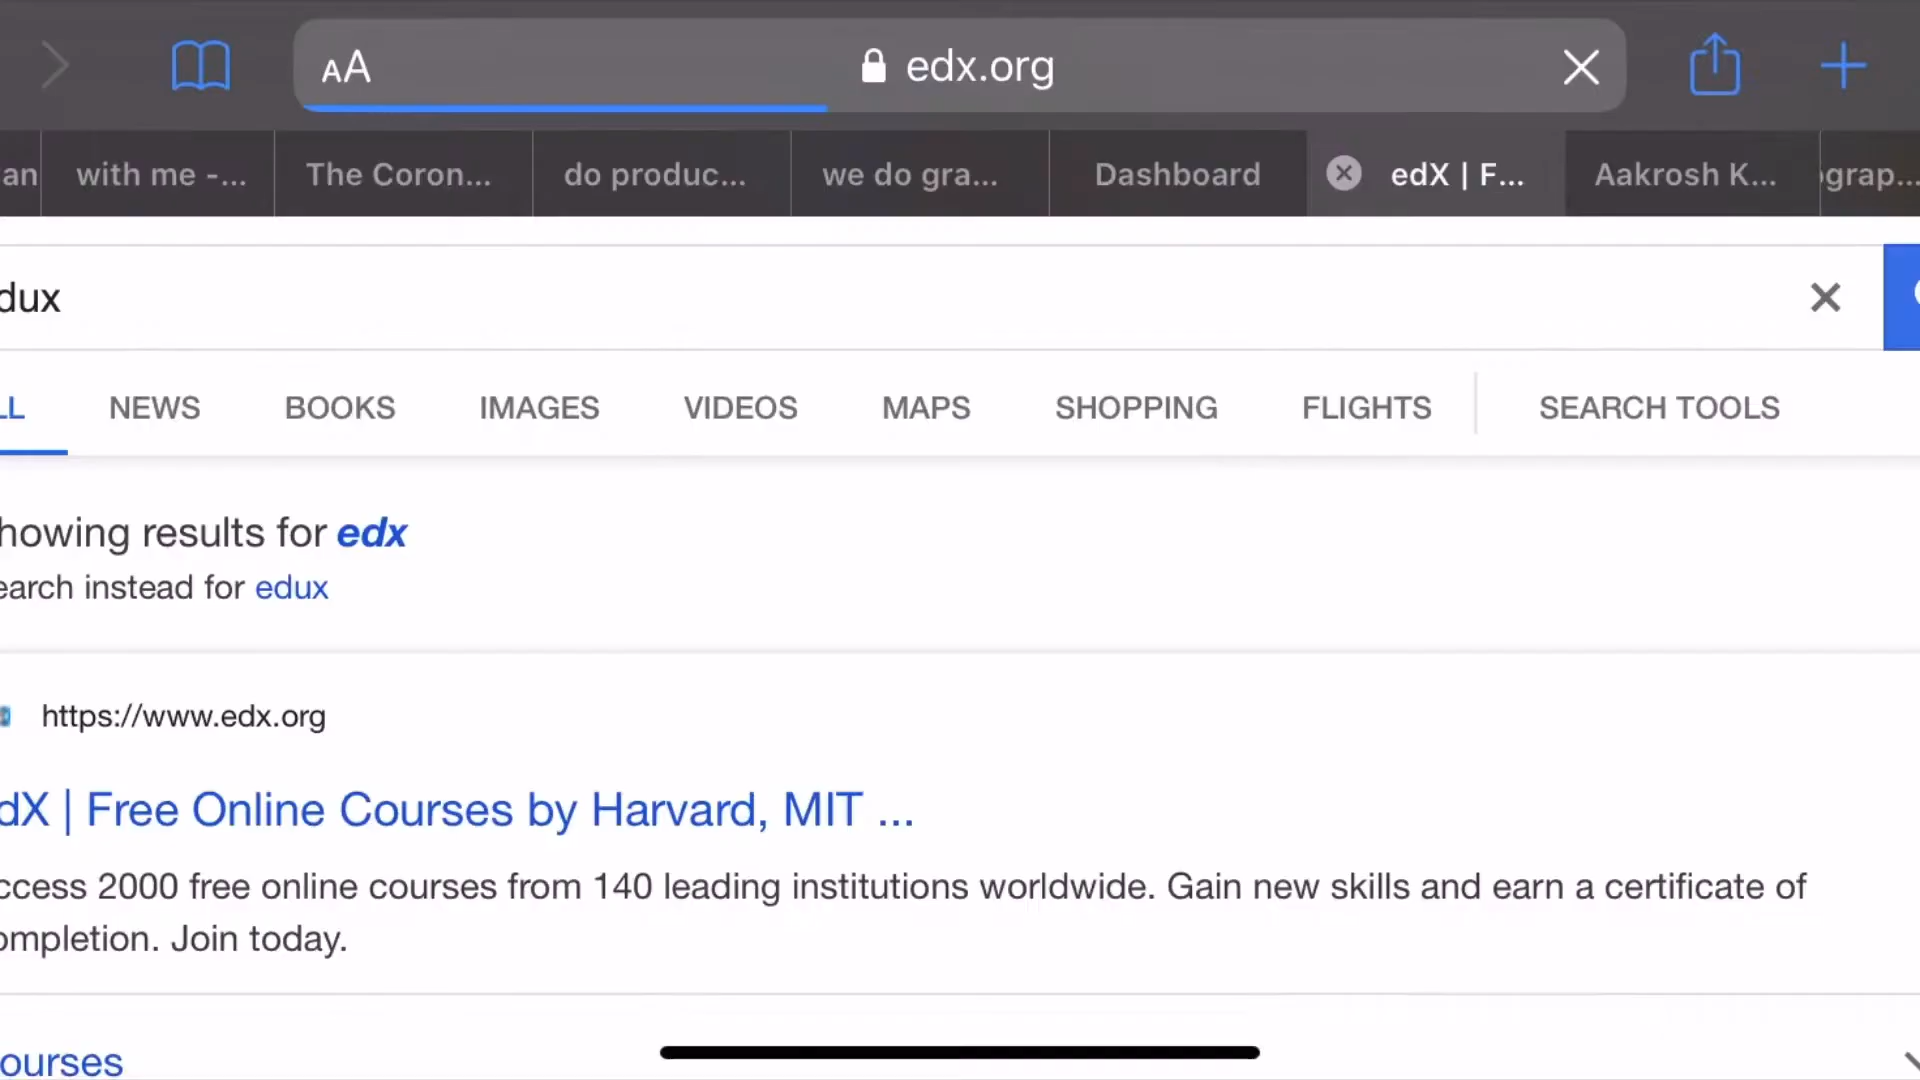 AA edx.org
an with me -... The Coron... do produc... we do gra... Dashboard edX | F... Aakrosh K... grap...
dux
LL NEWS BOOKS IMAGES VIDEOS MAPS SHOPPING FLIGHTS SEARCH TOOLS
howing results for edx
earch instead for edux
https://www.edx.org
dX | Free Online Courses by Harvard, MIT ...
ccess 2000 free online courses from 140 leading institutions worldwide. Gain new skills and earn a certificate of
ompletion. Join today.
ourses